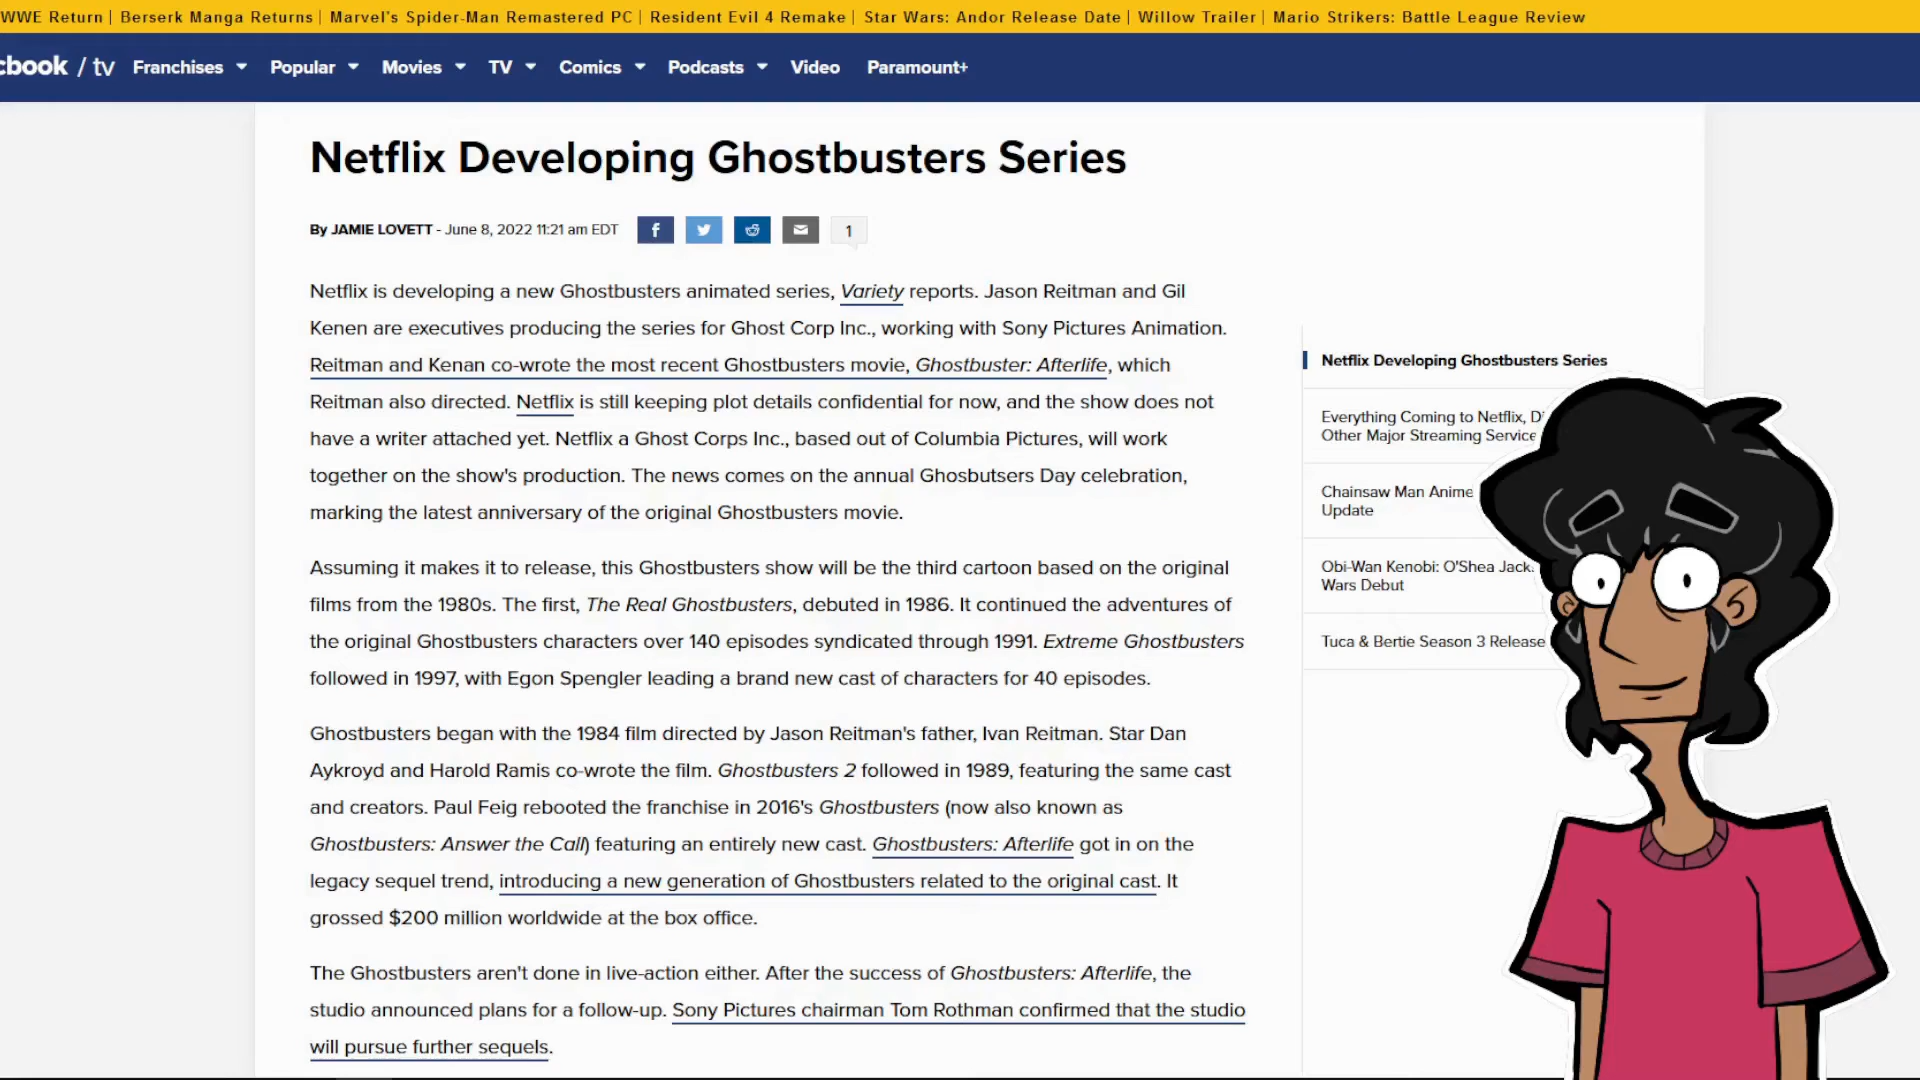 WWE Return | Berserk Manga Returns | Marvel's Spider-Man Remastered PC | Resident Evil 4 Remake | Star Wars: Andor Release Date | Willow Trailer | Mario Strikers: Battle League Review
cbook / tv Franchises Popular Movies TV Comics Podcasts Video Paramount+
Netflix Developing Ghostbusters Series
By JAMIE LOVETT - June 8, 2022 11:21 am EDT
1
Netflix is developing a new Ghostbusters animated series, Variety reports. Jason Reitman and Gil
Kenen are executives producing the series for Ghost Corp Inc., working with Sony Pictures Animation.
Reitman and Kenan co-wrote the most recent Ghostbusters movie, Ghostbuster: Afterlife, which
Reitman also directed. Netflix is still keeping plot details confidential for now, and the show does not
have a writer attached yet. Netflix a Ghost Corps Inc., based out of Columbia Pictures, will work
together on the show's production. The news comes on the annual Ghosbutsers Day celebration,
marking the latest anniversary of the original Ghostbusters movie.
Assuming it makes it to release, this Ghostbusters show will be the third cartoon based on the original
films from the 1980s. The first, The Real Ghostbusters, debuted in 1986. It continued the adventures of
the original Ghostbusters characters over 140 episodes syndicated through 1991. Extreme Ghostbusters
followed in 1997, with Egon Spengler leading a brand new cast of characters for 40 episodes.
Ghostbusters began with the 1984 film directed by Jason Reitman's father, Ivan Reitman. Star Dan
Aykroyd and Harold Ramis co-wrote the film. Ghostbusters 2 followed in 1989, featuring the same cast
and creators. Paul Feig rebooted the franchise in 2016's Ghostbusters (now also known as
Ghostbusters: Answer the Call) featuring an entirely new cast. Ghostbusters: Afterlife got in on the
legacy sequel trend, introducing a new generation of Ghostbusters related to the original cast. It
grossed $200 million worldwide at the box office.
The Ghostbusters aren't done in live-action either. After the success of Ghostbusters: Afterlife, the
studio announced plans for a follow-up. Sony Pictures chairman Tom Rothman confirmed that the studio
will pursue further sequels.
Netflix Developing Ghostbusters Series
Everything Coming to Netflix, Di
Other Major Streaming Service
Chainsaw Man Anime
Update
Obi-Wan Kenobi: O'Shea Jack
Wars Debut
Tuca & Bertie Season 3 Release